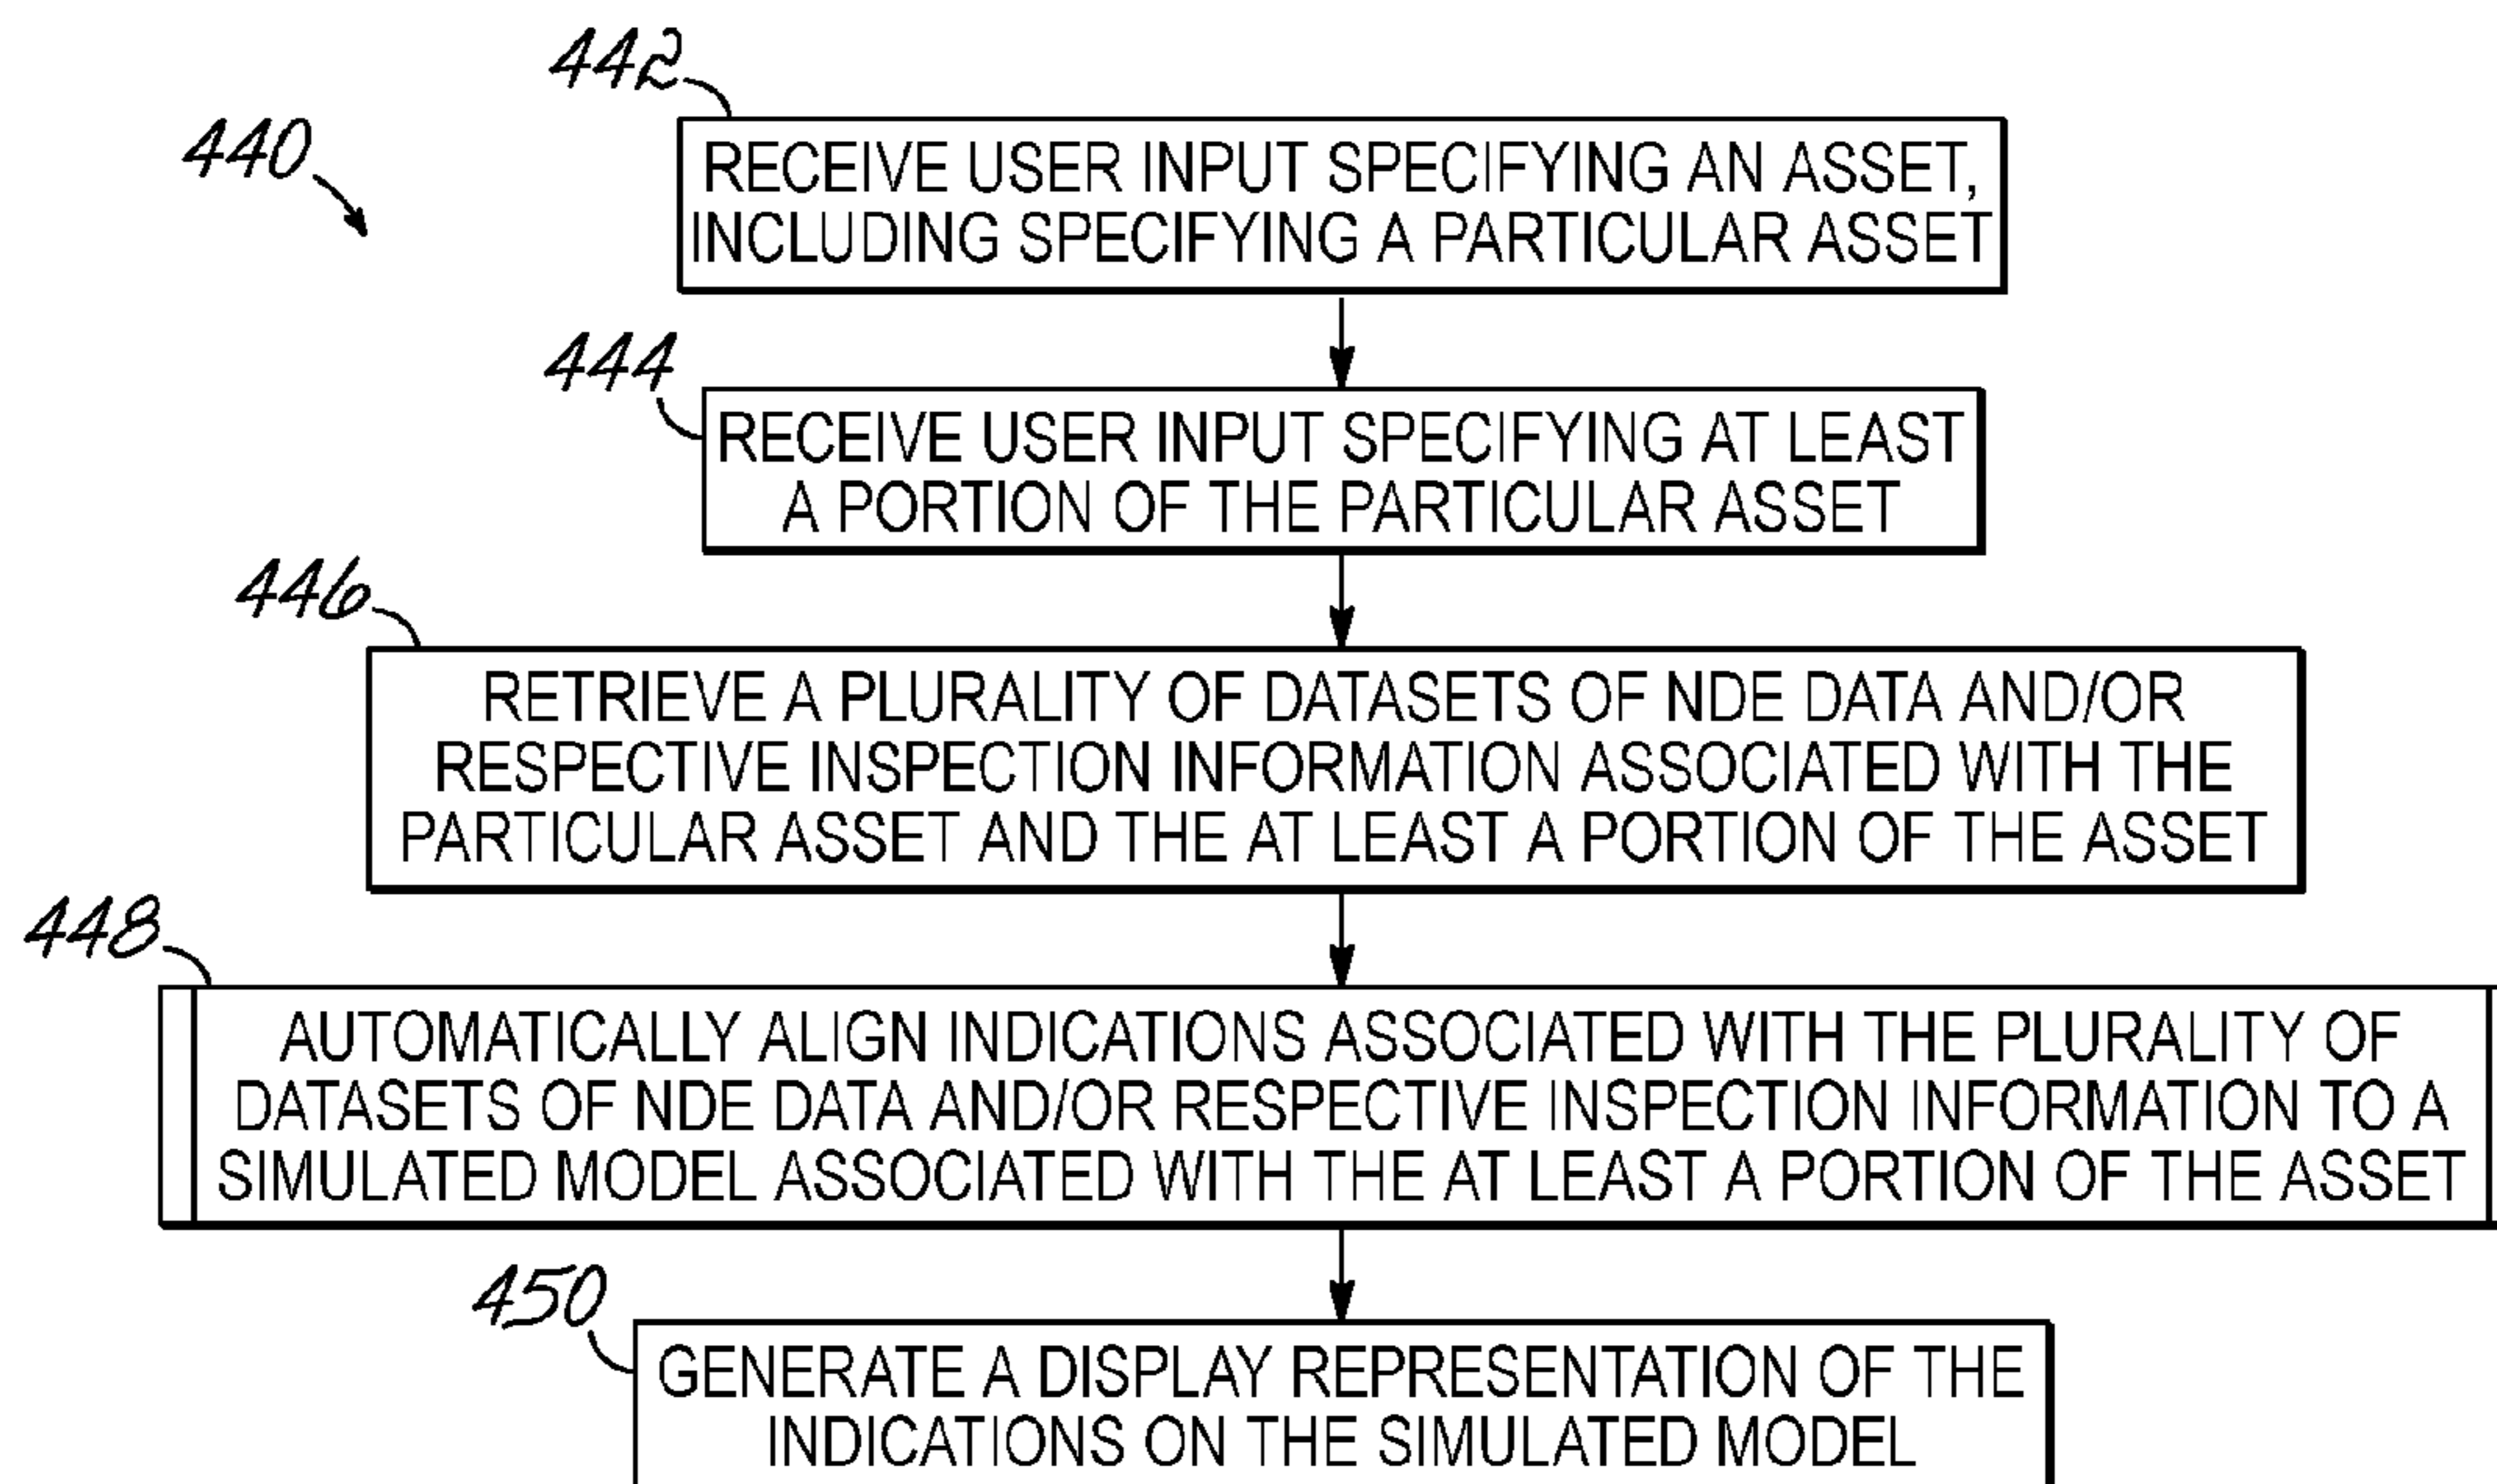 442
440
RECEIVE USER INPUT SPECIFYING AN ASSET,
INCLUDING SPECIFYING A PARTICULAR ASSET
444
RECEIVE USER INPUT SPECIFYING AT LEAST
A PORTION OF THE PARTICULAR ASSET
446
RETRIEVE A PLURALITY OF DATASETS OF NDE DATA AND/OR
RESPECTIVE INSPECTION INFORMATION ASSOCIATED WITH THE
PARTICULAR ASSET AND THE AT LEAST A PORTION OF THE ASSET
448
AUTOMATICALLY ALIGN INDICATIONS ASSOCIATED WITH THE PLURALITY OF
DATASETS OF NDE DATA AND/OR RESPECTIVE INSPECTION INFORMATION TO A
SIMULATED MODEL ASSOCIATED WITH THE AT LEAST A PORTION OF THE ASSET
450
GENERATE A DISPLAY REPRESENTATION OF THE
INDICATIONS ON THE SIMULATED MODEL